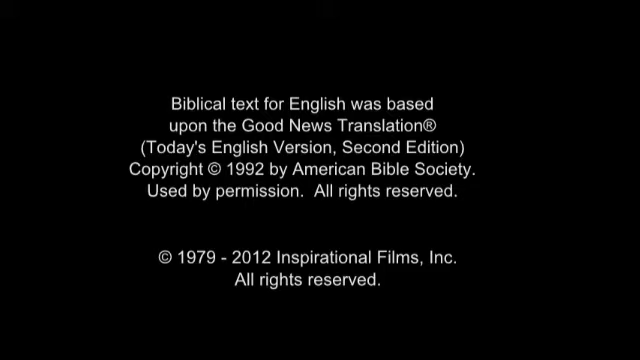 Biblical text for English was based
upon the Good News Translation®
(Today's English Version, Second Edition)
Copyright © 1992 by American Bible Society.
Used by permission.  All rights reserved.
© 1979 - 2012 Inspirational Films, Inc.
All rights reserved.